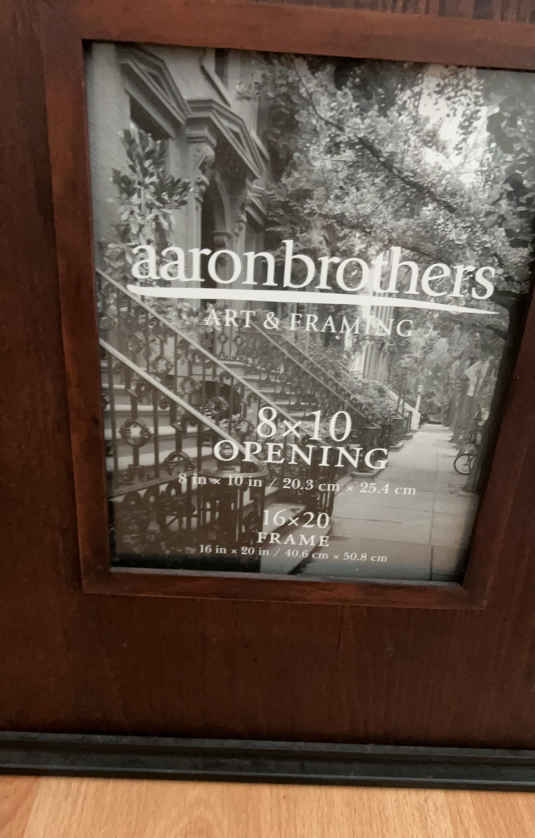 aaronbrothers
ART & FRAMING
8×10
OPENING
8 in × 10 in / 20.3 cm × 25.4 cm
16×20
FRAME
16 in × 20 in / 40.6 cm × 50.8 cm